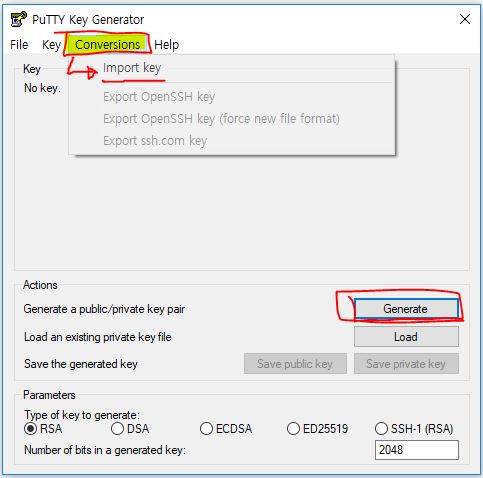 PuTTY Key Generator
File Key Conversions Help
Key
Import key
No key.
Export OpenSSH key
Export OpenSSH key (force new file format)
Export ssh.com key
Actions
Generate a public/private key pair Generate
Load an existing private key file Load
Save the generated key Save public key Save private key
Parameters
Type of key to generate:
RSA DSA ECDSA ED25519 SSH-1 (RSA)
Number of bits in a generated key: 2048